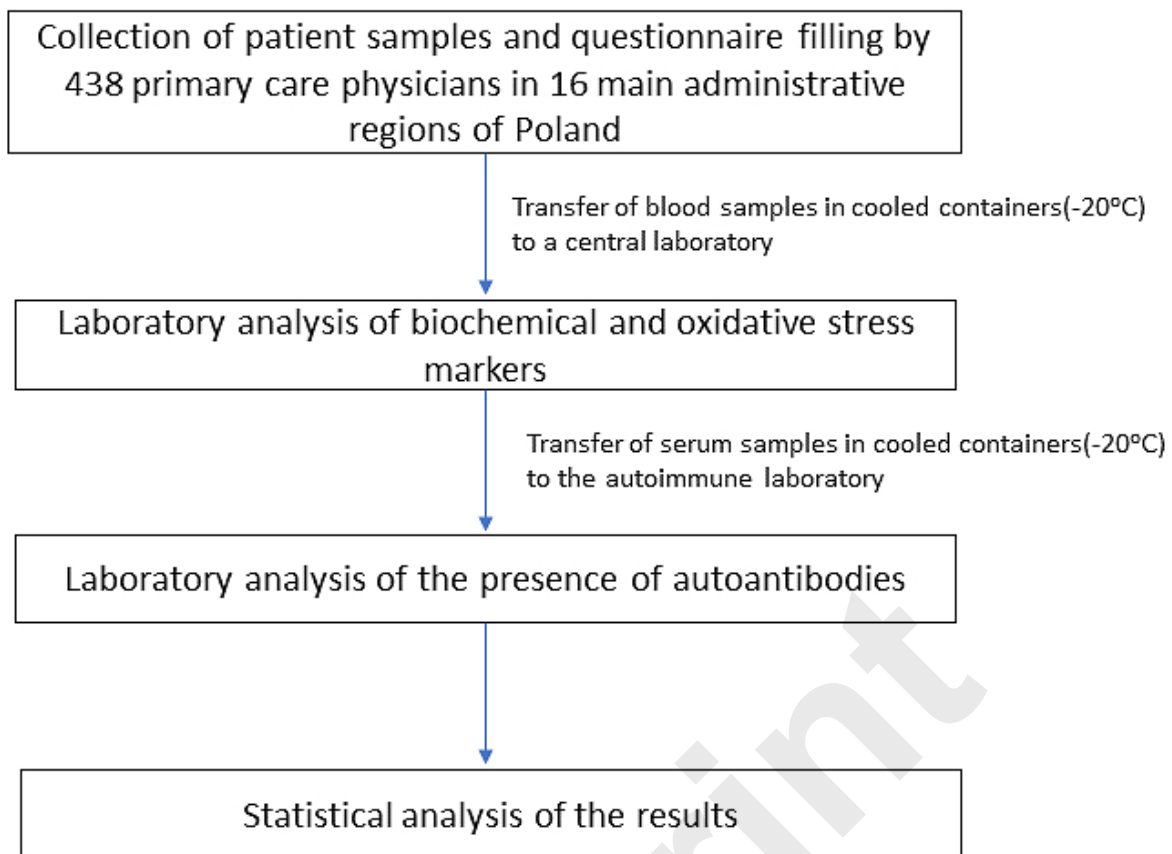 Collection of patient samples and questionnaire filling by
438 primary care physicians in 16 main administrative
regions of Poland
Transfer of blood samples in cooled containers(-20ºC)
to a central laboratory
Laboratory analysis of biochemical and oxidative stress
markers
Transfer of serum samples in cooled containers(-20ºC)
to the autoimmune laboratory
Laboratory analysis of the presence of autoantibodies
Statistical analysis of the results
rint